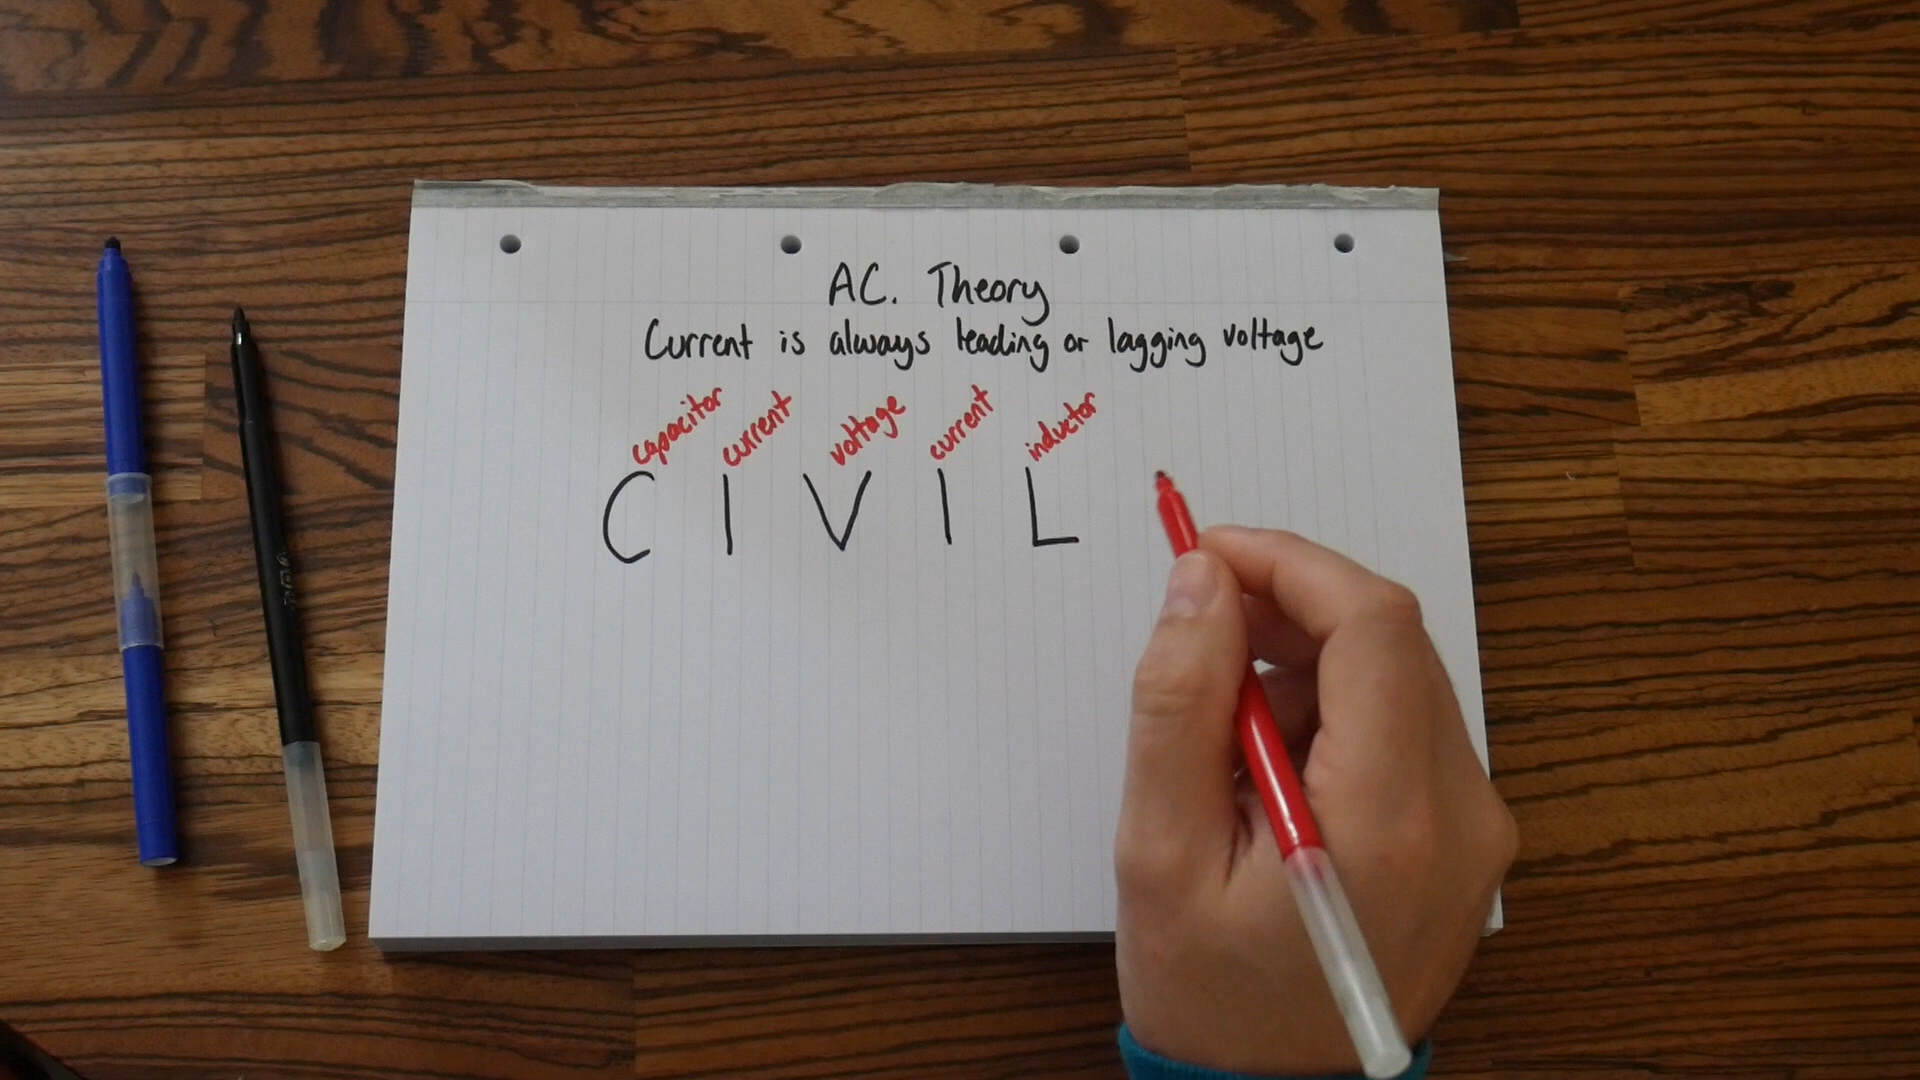 AC. Theory
Current is always leading or lagging voltage
capacitor current voltage current inductor
C I V I L